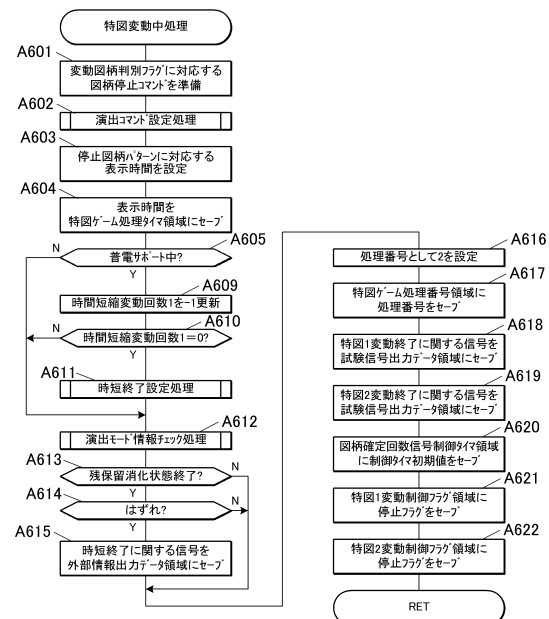 特図変動中処理
A601
変動図柄判別フラグに対応する
図柄停止コマンドを準備
A602
演出コマンド設定処理
A603
停止図柄パターンに対応する
表示時間を設定
A604
表示時間を
特図ゲーム処理タイマ領域にセーブ
A605
普電サポート中?
N
Y
A609
時間短縮変動回数1を-1更新
A610
時間短縮変動回数1=0?
N
Y
A611
時短終了設定処理
A612
演出モード情報チェック処理
A613
残保留消化状態終了?
N
Y
A614
はずれ?
N
Y
A615
時短終了に関する信号を
外部情報出力データ領域にセーブ
A616
処理番号として2を設定
A617
特図ゲーム処理番号領域に
処理番号をセーブ
A618
特図1変動終了に関する信号を
試験信号出力データ領域にセーブ
A619
特図2変動終了に関する信号を
試験信号出力データ領域にセーブ
A620
図柄確定回数信号制御タイマ領域
に制御タイマ初期値をセーブ
A621
特図1変動制御フラグ領域に
停止フラグをセーブ
A622
特図2変動制御フラグ領域に
停止フラグをセーブ
RET